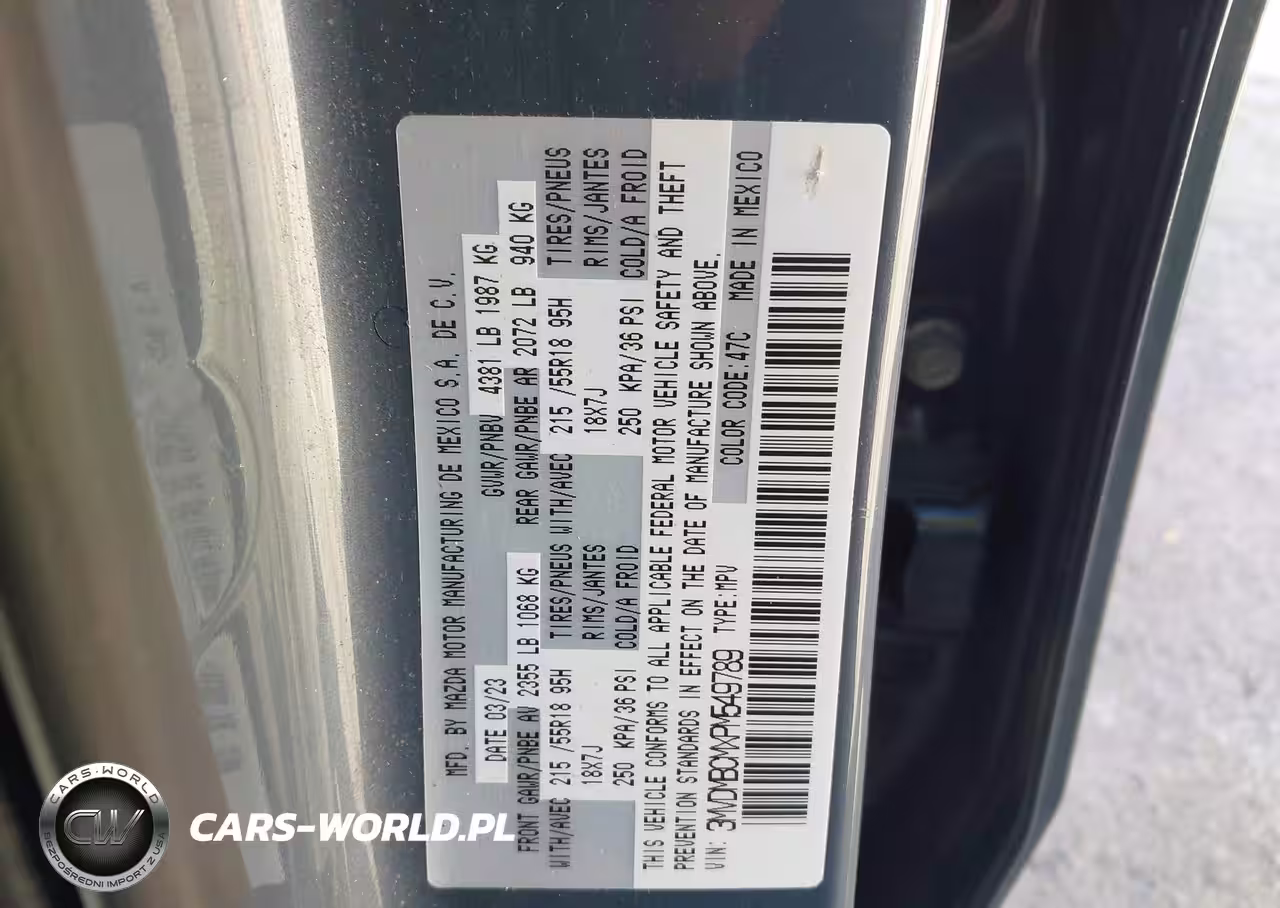 MFD. BY MAZDA MOTOR MANUFACTURING DE MEXICO S.A. DE C.V.
DATE 03/23 GVWR/PNBV 4381 LB 1987 KG
FRONT GAWR/PNBE AV 2355 LB 1068 KG REAR GAWR/PNBE AR 2072 LB 940 KG
WITH/AVEC 215 /55R18 95H TIRES/PNEUS WITH/AVEC 215 /55R18 95H TIRES/PNEUS
18X7J RIMS/JANTES 18X7J RIMS/JANTES
250 KPA/36 PSI COLD/A FROID 250 KPA/36 PSI COLD/A FROID
THIS VEHICLE CONFORMS TO ALL APPLICABLE FEDERAL MOTOR VEHICLE SAFETY AND THEFT
PREVENTION STANDARDS IN EFFECT ON THE DATE OF MANUFACTURE SHOWN ABOVE.
VIN: 3MVDMBCMXPM549789 TYPE:MPV COLOR CODE:47C MADE IN MEXICO
CARS-WORLD
CW
BEZPOŚREDNI IMPORT Z USA
CARS-WORLD.PL